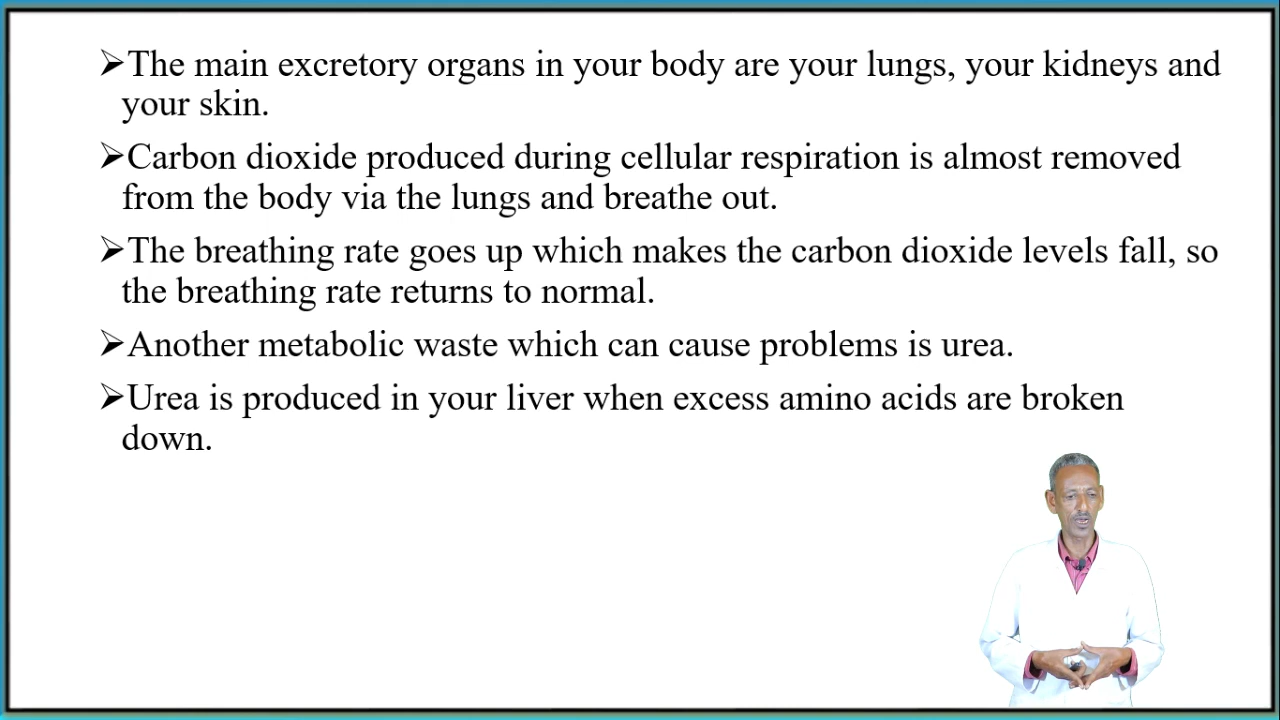 ➢The main excretory organs in your body are your lungs, your kidneys and
your skin.
➢Carbon dioxide produced during cellular respiration is almost removed
from the body via the lungs and breathe out.
➢The breathing rate goes up which makes the carbon dioxide levels fall, so
the breathing rate returns to normal.
➢Another metabolic waste which can cause problems is urea.
➢Urea is produced in your liver when excess amino acids are broken
down.